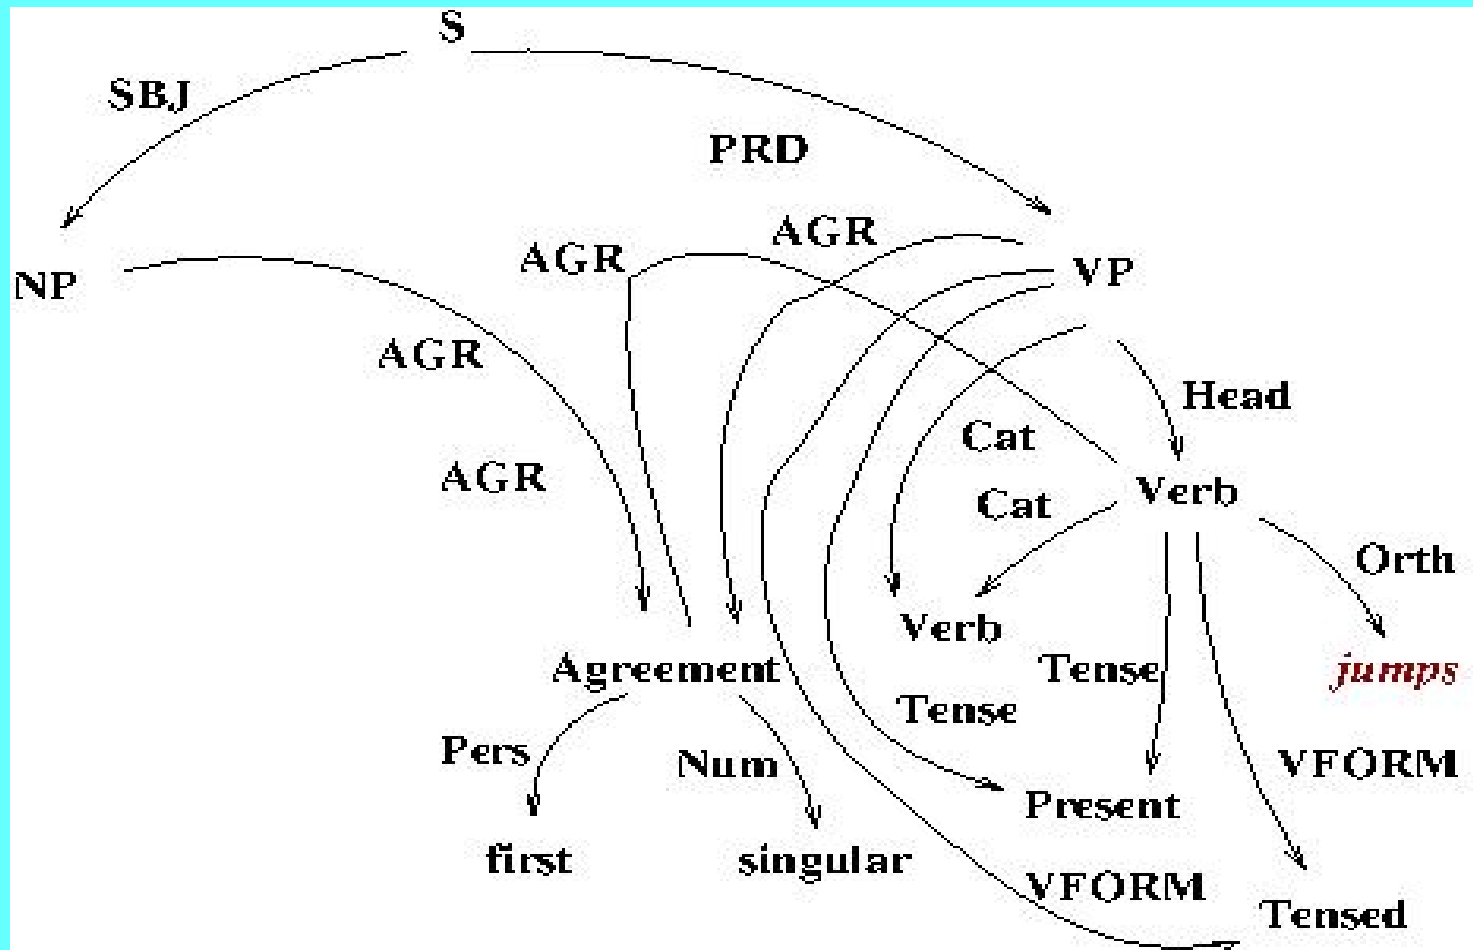 S
SBJ
PRD
AGR
AGR
NP
VP
AGR
Head
Cat
AGR
Verb
Cat
Orth
Verb
Agreement
Tense
jumps
Tense
Pers
Num
VFORM
Present
first
singular
VFORM
Tensed